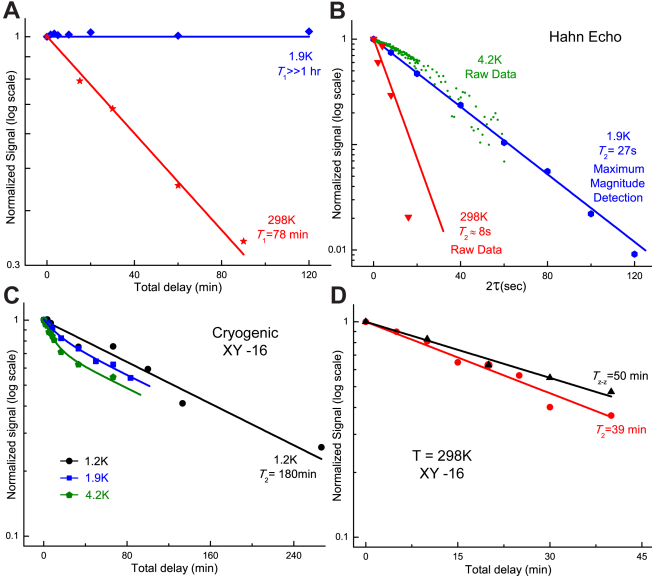 A
1
0.3
Normalized Signal (log scale)
0
20
40
60
80
100
120
Total delay (min)
1.9K
T1>>1 hr
298K
T1=78 min
B
Hahn Echo
1
0.1
0.01
Normalized signal (log scale)
0
40
80
120
2τ(sec)
4.2K
Raw Data
1.9K
T2= 27s
Maximum
Magnitude
Detection
298K
T2≈ 8s
Raw Data
C
Cryogenic
XY -16
1
0.1
Normalized signal (log scale)
0
80
160
240
Total delay (min)
1.2K
1.9K
4.2K
1.2K
T2= 180min
D
1
0.1
Normalized signal (log scale)
0
15
30
45
Total delay (min)
Tz-z=50 min
T2=39 min
T = 298K
XY -16